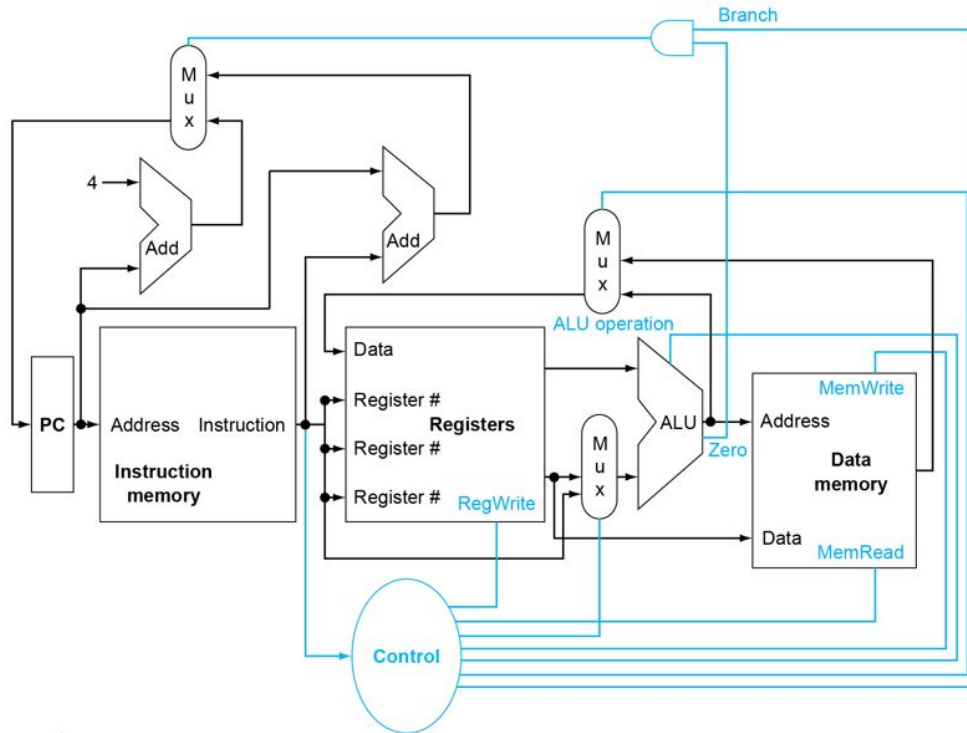 Branch
M
u
x
4
Add
Add
M
u
x
ALU operation
Data
PC
Address
Instruction
Register #
Registers
Register #
Register #
Instruction
memory
RegWrite
M
u
x
ALU
Zero
MemWrite
Address
Data
memory
Data
MemRead
Control